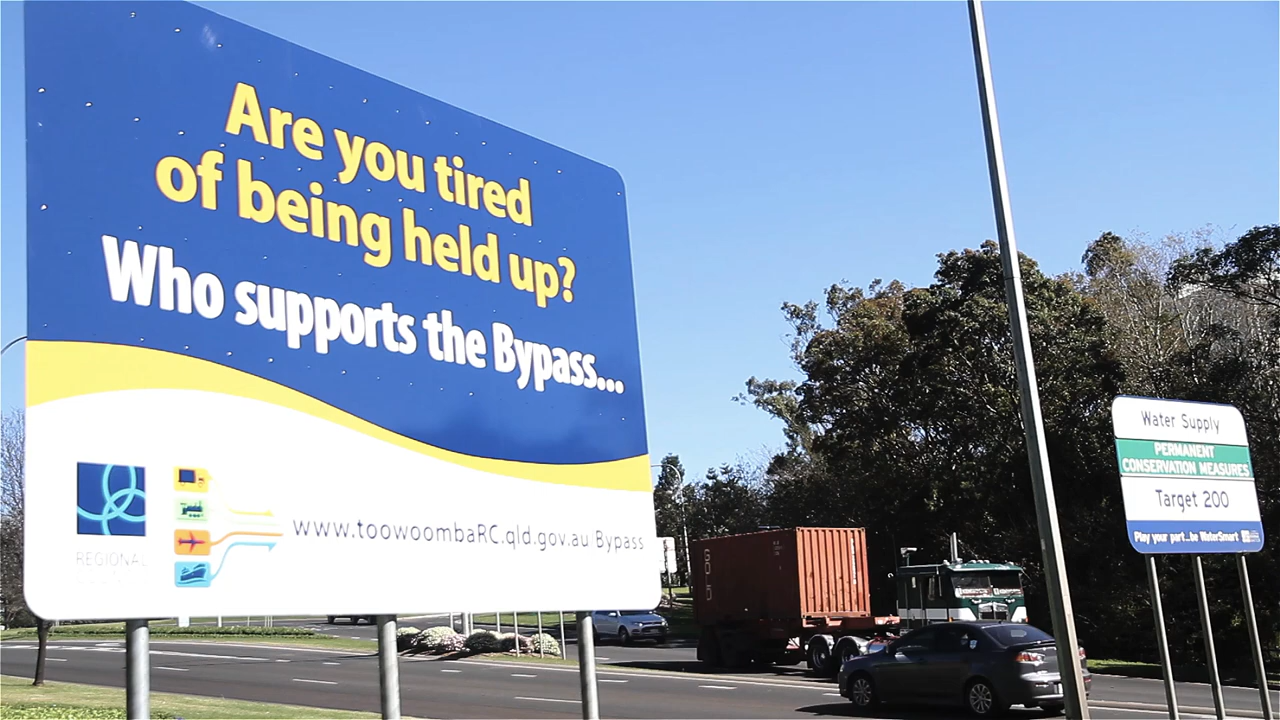 Are you tired
of being held up?
Who supports the Bypass...
www.toowoombaRC.qld.gov.au/Bypass
REGIONAL
Water Supply
PERMANENT
CONSERVATION MEASURES
Target 200
Play your part...be WaterSmart